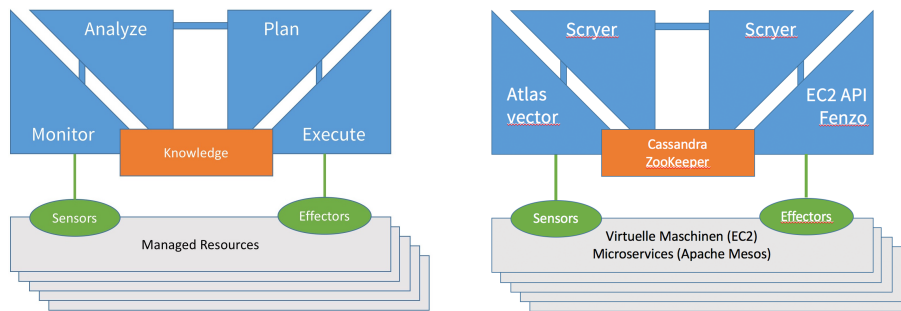 Analyze
Plan
Monitor
Execute
Knowledge
Sensors
Effectors
Managed Resources
Scryer
Scryer
Atlas
vector
EC2 API
Fenzo
Cassandra
ZooKeeper
Sensors
Effectors
Virtuelle Maschinen (EC2)
Microservices (Apache Mesos)